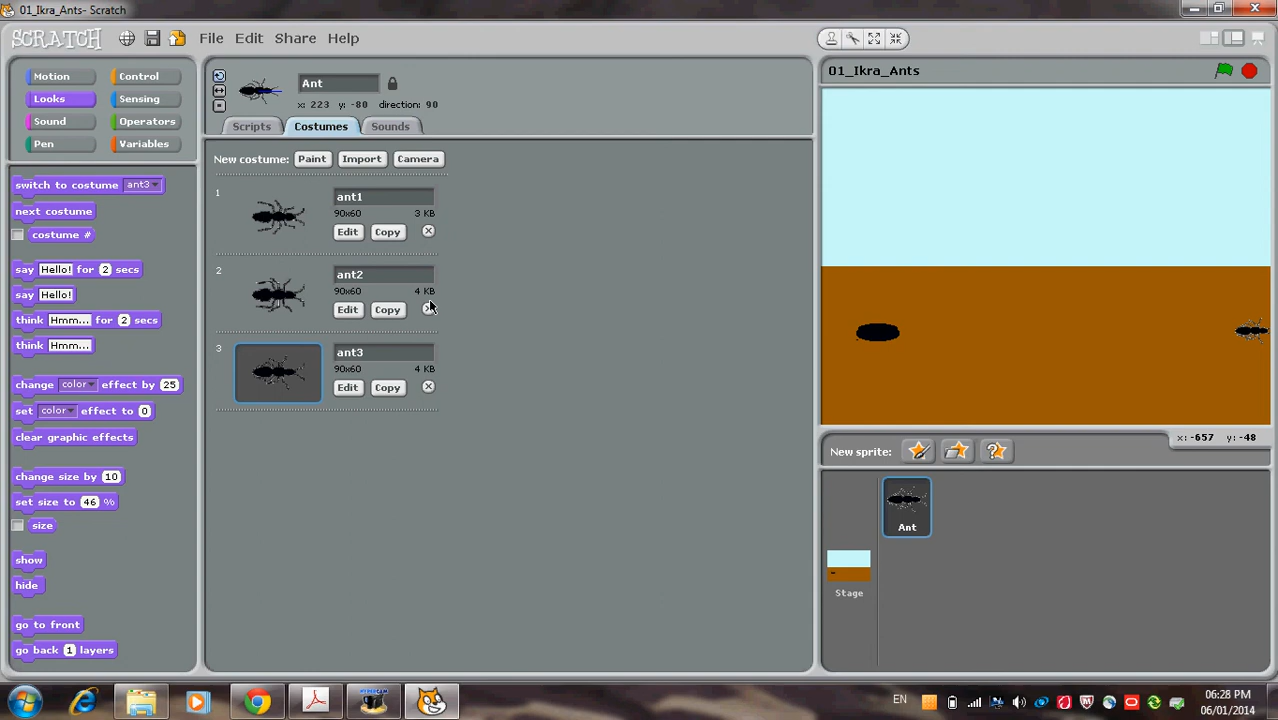 01_Ikra_Ants- Scratch
SCRATCH File Edit Share Help
Motion Control
Looks Sensing
Sound Operators
Pen Variables
switch to costume ant3
next costume
costume #
say Hello! for 2 secs
say Hello!
think Hmm... for 2 secs
think Hmm...
change color effect by 25
set color effect to 0
clear graphic effects
change size by 10
set size to 46 %
size
show
hide
go to front
go back 1 layers
Ant
x: 223 y: -80 direction: 90
Scripts Costumes Sounds
New costume: Paint Import Camera
1 ant1
90x60 3 KB
Edit Copy
2 ant2
90x60 4 KB
Edit Copy
3 ant3
90x60 4 KB
Edit Copy
01_Ikra_Ants
x: -657 y: -48
New sprite:
Ant
Stage
EN
06:28 PM
06/01/2014